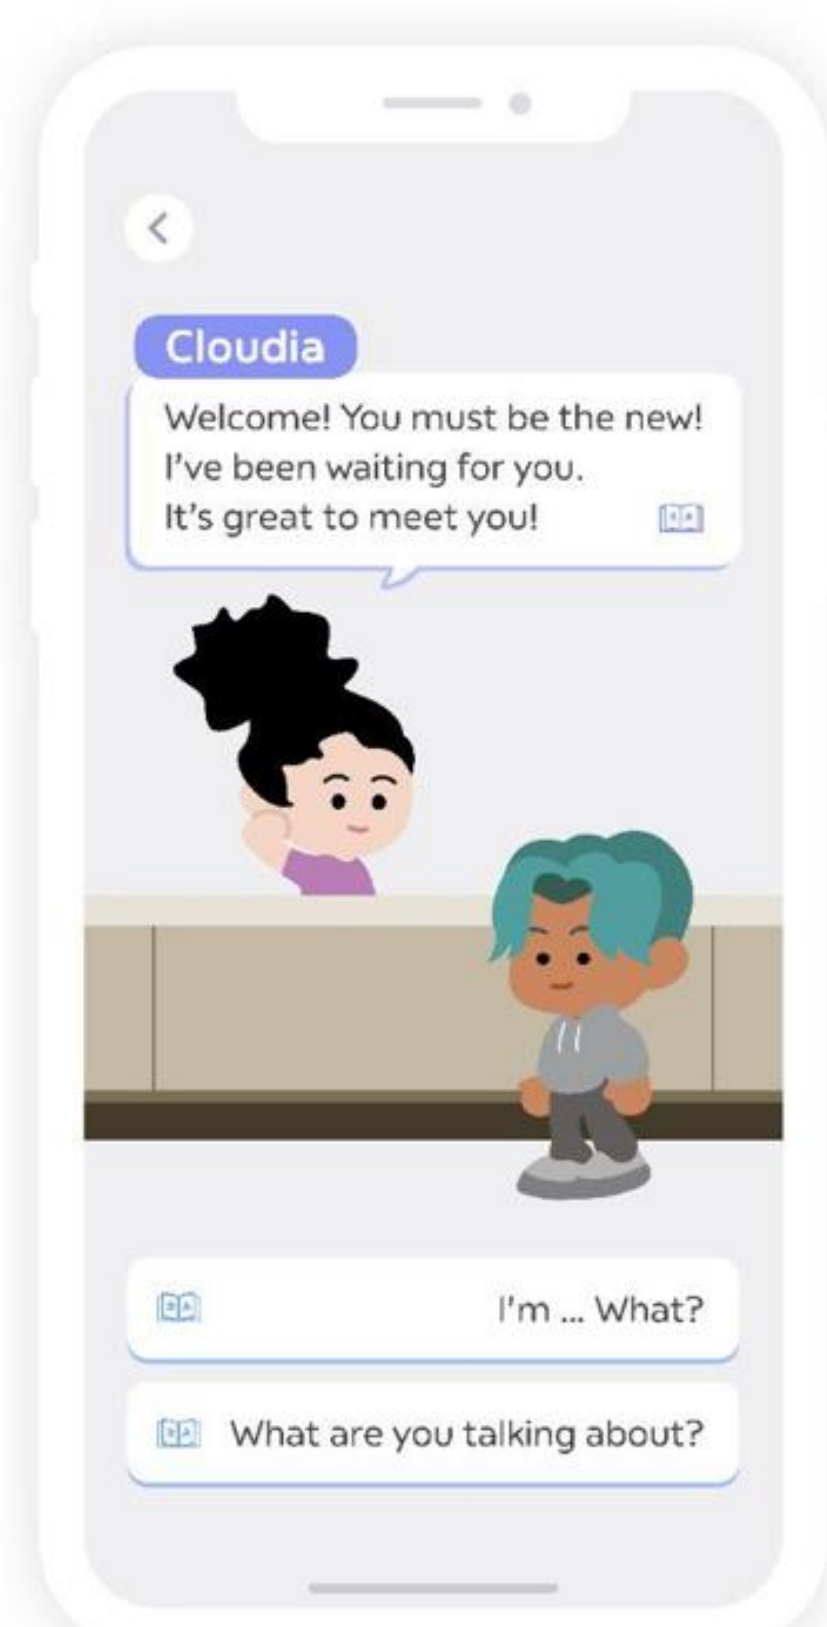 Cloudia
Welcome! You must be the new!
I've been waiting for you.
It's great to meet you!
I'm ... What?
What are you talking about?